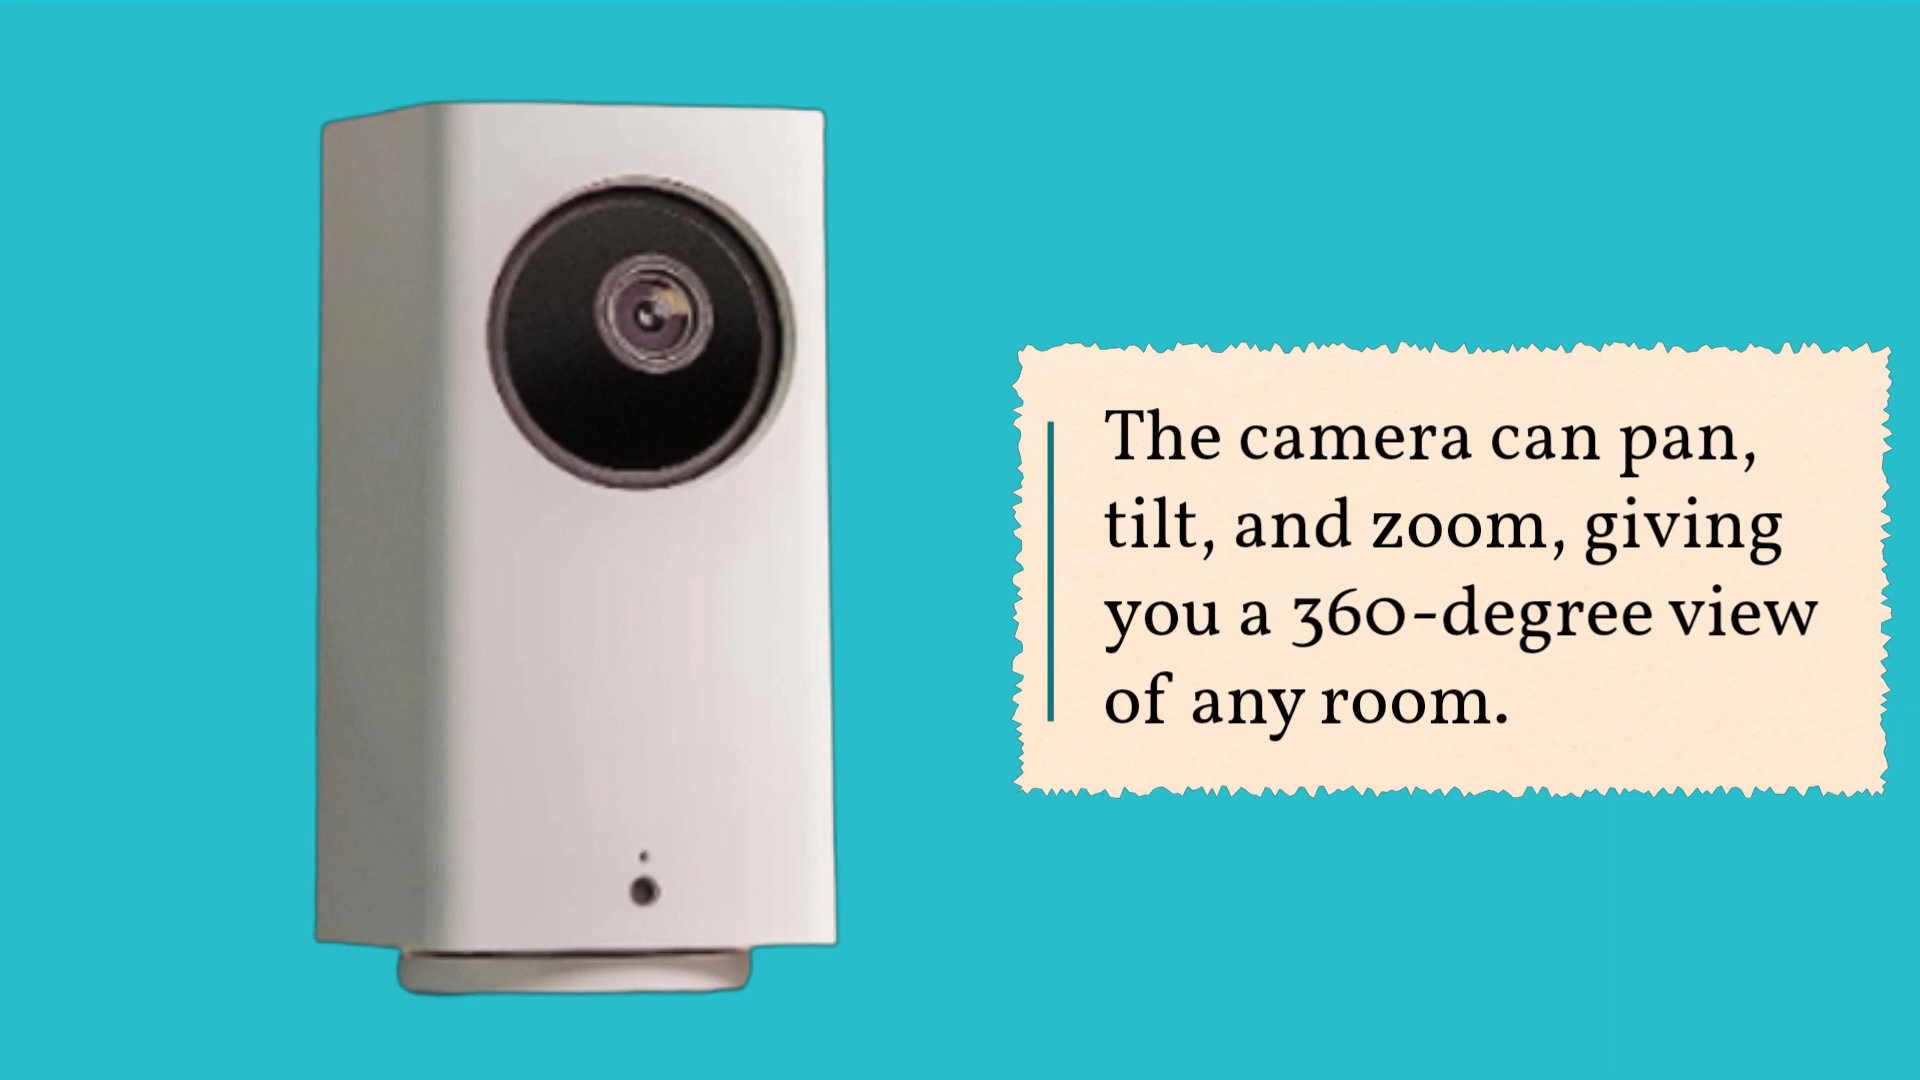 The camera can pan,
tilt, and zoom, giving
you a 360-degree view
of any room.